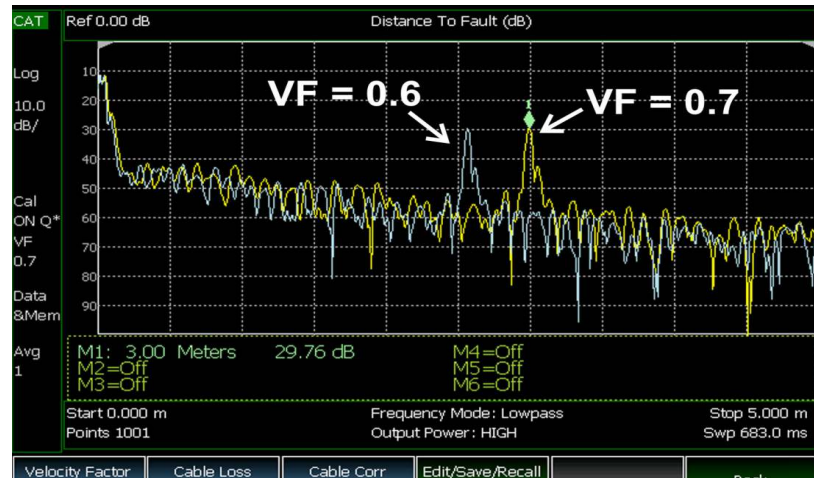 CAT
Ref 0.00 dB Distance To Fault (dB)
Log
10.0
dB/
Cal
ON Q*
VF
0.7
Data
&Mem
Avg
1
10
20
30
40
50
60
70
80
90
VF = 0.6
1
VF = 0.7
M1: 3.00 Meters 29.76 dB M4=Off
M2=Off M5=Off
M3=Off M6=Off
Start 0.000 m Frequency Mode: Lowpass Stop 5.000 m
Points 1001 Output Power: HIGH Swp 683.0 ms
Velocity Factor Cable Loss Cable Corr Edit/Save/Recall